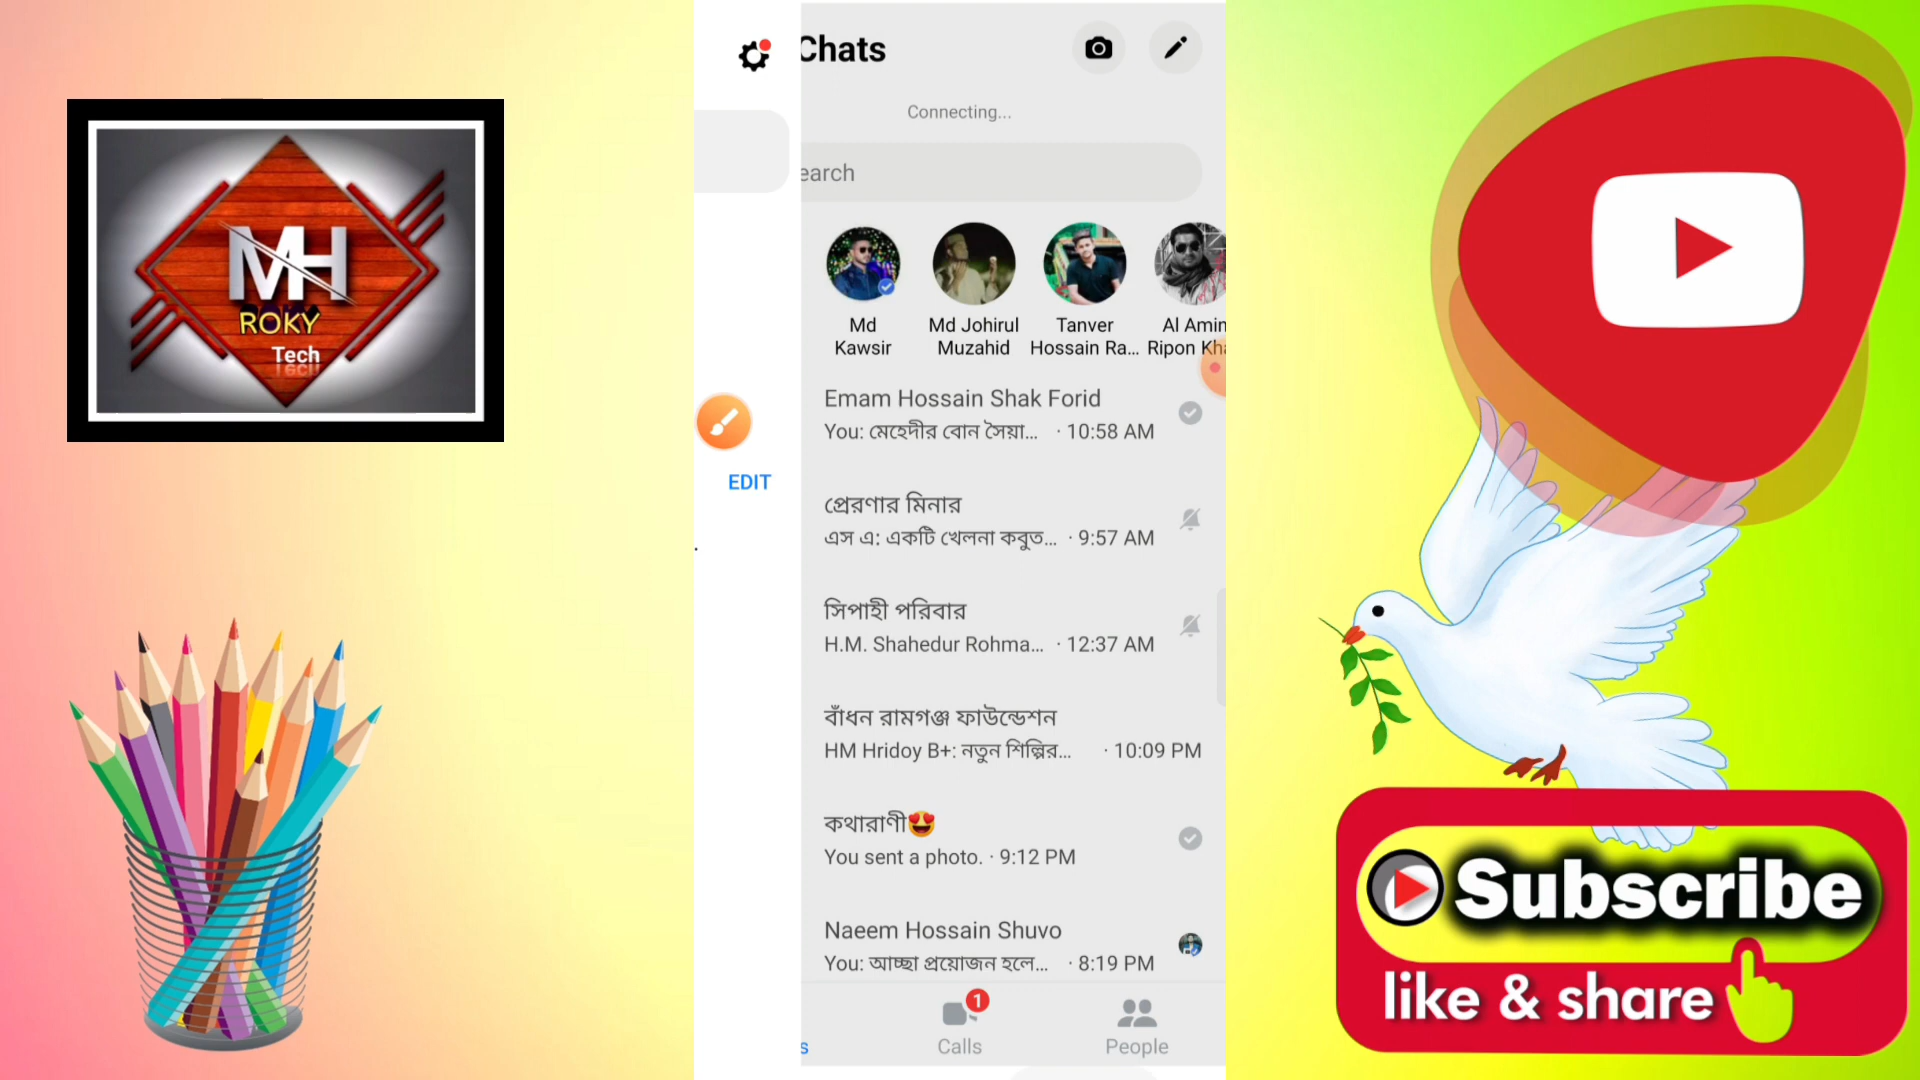 MH
ROKY
Tech
EDIT
Chats
Connecting...
earch
Md
Kawsir
Md Johirul
Muzahid
Tanver
Hossain Ra...
Al Amin
Ripon Kha
Emam Hossain Shak Forid
You: মেহেদীর বোন সৈয়া... · 10:58 AM
প্রেরণার মিনার
এস এ: একটি খেলনা কবুত... · 9:57 AM
সিপাহী পরিবার
H.M. Shahedur Rohma... · 12:37 AM
বাঁধন রামগঞ্জ ফাউন্ডেশন
HM Hridoy B+: নতুন শিল্পির... · 10:09 PM
কথারাণী😍
You sent a photo. · 9:12 PM
Naeem Hossain Shuvo
You: আচ্ছা প্রয়োজন হলে... · 8:19 PM
1
s
Calls
People
Subscribe
like & share